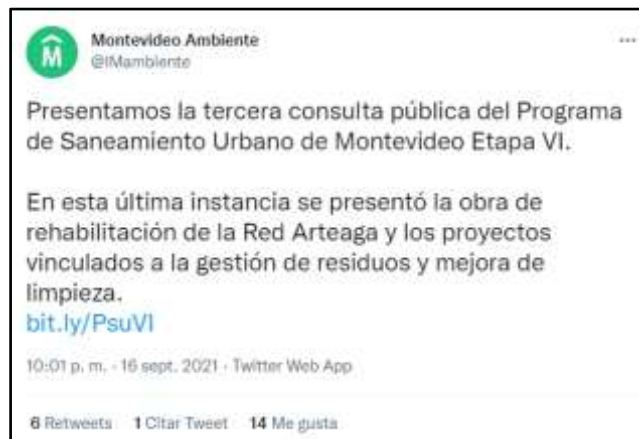 Montevideo Ambiente
@IMambiente
Presentamos la tercera consulta pública del Programa
de Saneamiento Urbano de Montevideo Etapa VI.
En esta última instancia se presentó la obra de
rehabilitación de la Red Arteaga y los proyectos
vinculados a la gestión de residuos y mejora de
limpieza.
bit.ly/PsuVI
10:01 p. m. · 16 sept. 2021 · Twitter Web App
6 Retweets 1 Citar Tweet 14 Me gusta